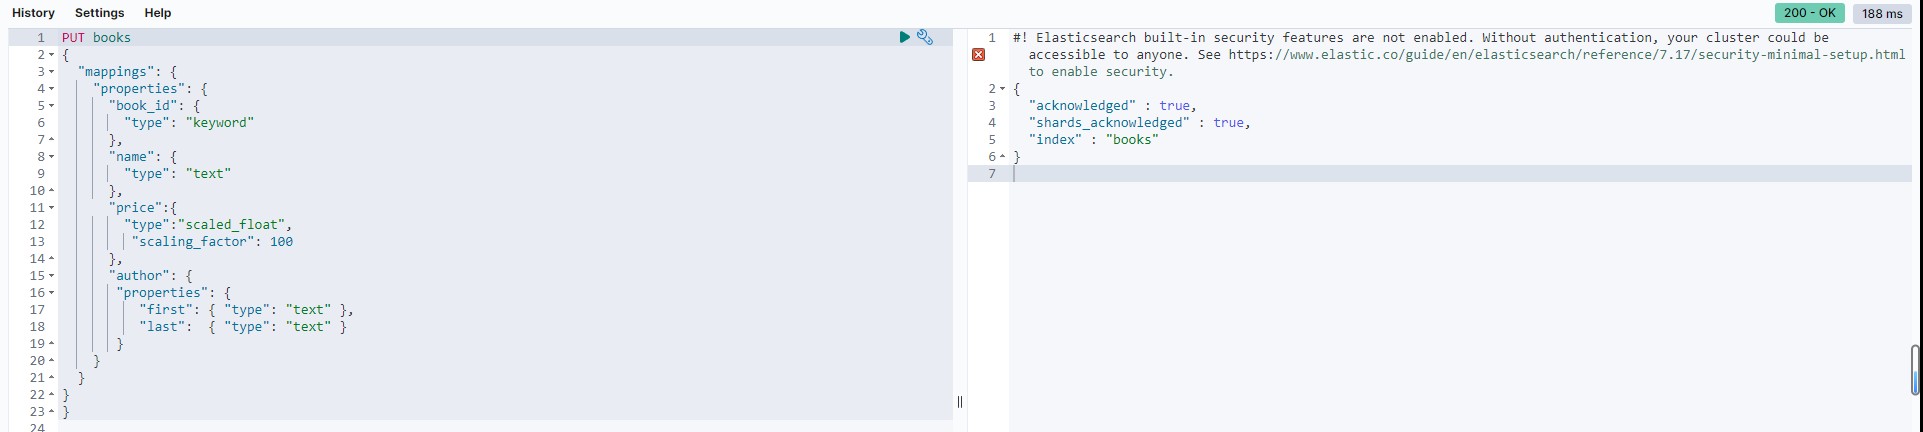 History Settings Help
200 - OK 188 ms
1 PUT books
2 {
3 "mappings": {
4 "properties": {
5 "book_id": {
6 "type": "keyword"
7 },
8 "name": {
9 "type": "text"
10 },
11 "price":{
12 "type":"scaled_float",
13 "scaling_factor": 100
14 },
15 "author": {
16 "properties": {
17 "first": { "type": "text" },
18 "last":  { "type": "text" }
19 }
20 }
21 }
22 }
23 }
24
1 #! Elasticsearch built-in security features are not enabled. Without authentication, your cluster could be
accessible to anyone. See https://www.elastic.co/guide/en/elasticsearch/reference/7.17/security-minimal-setup.html
to enable security.
2 {
3 "acknowledged" : true,
4 "shards_acknowledged" : true,
5 "index" : "books"
6 }
7